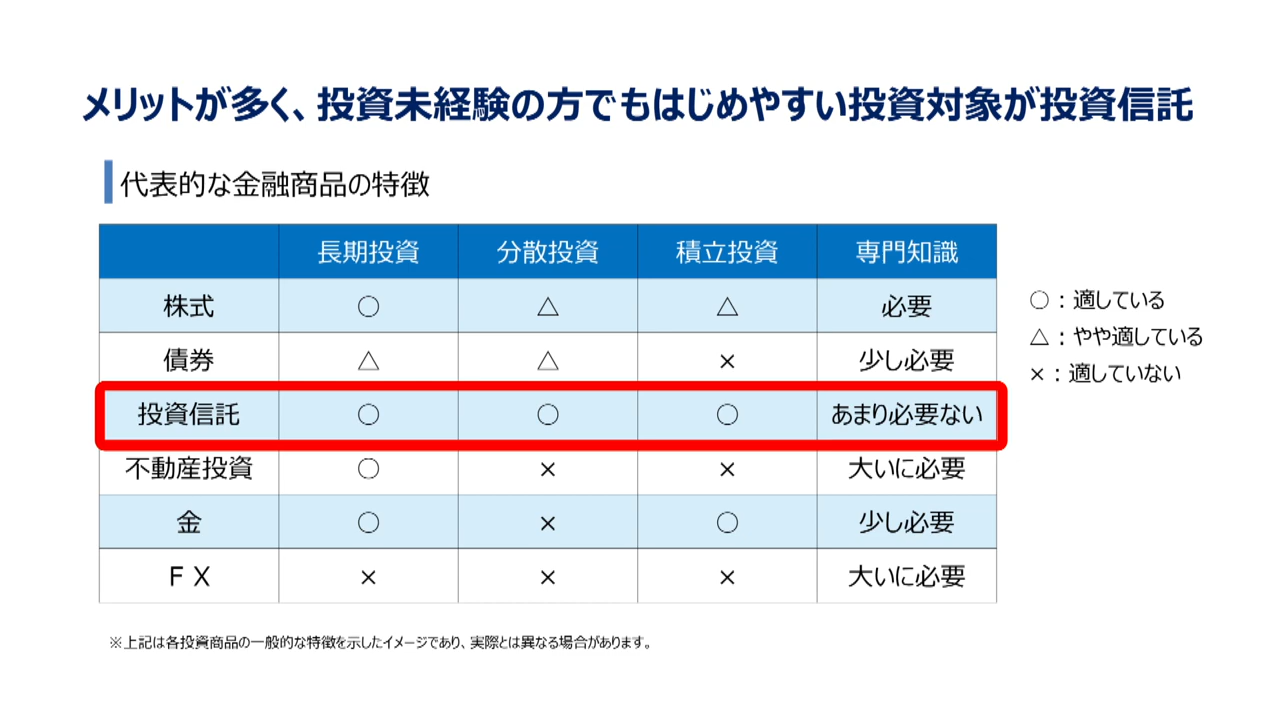 メリットが多く、投資未経験の方でもはじめやすい投資対象が投資信託
代表的な金融商品の特徴
長期投資 分散投資 積立投資 専門知識
株式 ○ △ △ 必要
債券 △ △ × 少し必要
投資信託 ○ ○ ○ あまり必要ない
不動産投資 ○ × × 大いに必要
金 ○ × ○ 少し必要
ＦＸ × × × 大いに必要
○：適している
△：やや適している
×：適していない
※上記は各投資商品の一般的な特徴を示したイメージであり、実際とは異なる場合があります。